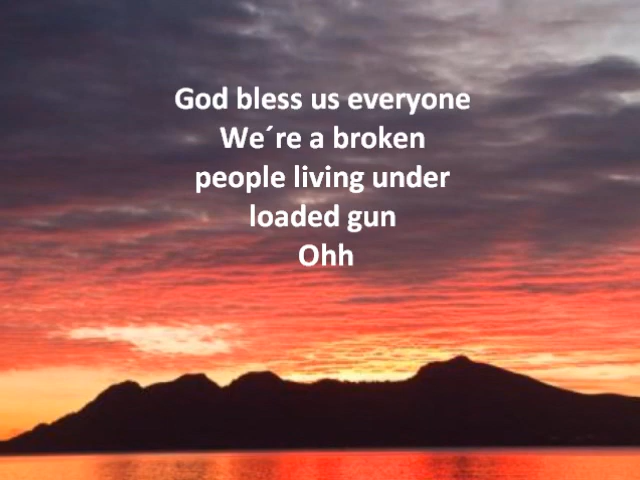 God bless us everyone
We´re a broken
people living under
loaded gun
Ohh